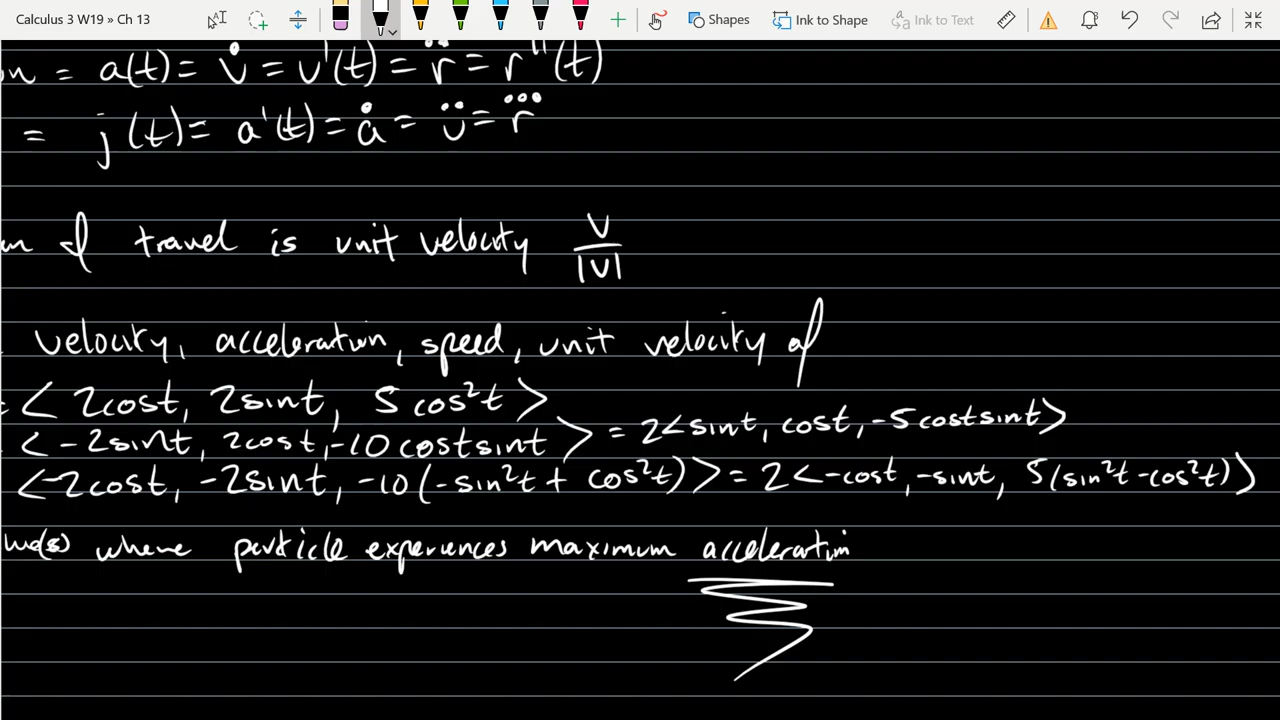 Calculus 3 W19 » Ch 13 Shapes Ink to Shape Ink to Text
on = a(t) = v̇ = v'(t) = r̈ = r''(t)
= j(t) = a'(t) = ȧ = v̈ = r⃛
of travel is unit velocity v/|v|
velocity, acceleration, speed, unit velocity of
= <2cost, 2sint, 5cos²t>
<-2sint, 2cost, -10costsint> = 2<sint, cost, -5costsint>
<-2cost, -2sint, -10(-sin²t + cos²t)> = 2<-cost, -sint, 5(sin²t-cos²t)>
where particle experiences maximum acceleration